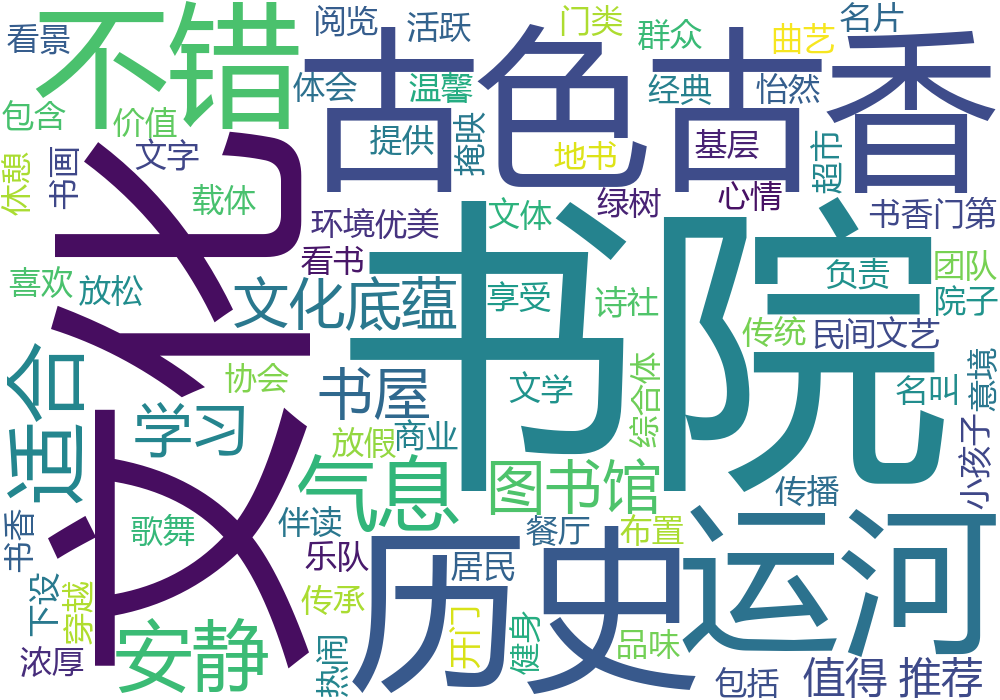 看景
不错
阅览
活跃
门类
群众
曲艺
名片
古色古香
体会
温馨
经典
怡然
包含
价值
提供
掩映
地书
基层
超市
休憩
书画
文字
载体
心情
绿树
环境优美
文体
书香门第
文化
看书
书院
喜欢
放松
文化底蕴
享受
诗社
负责
团队
院子
传统
民间文艺
适合
协会
书屋
文学
综合体
名叫
意境
学习
放假
商业
小孩子
气息
图书馆
传播
书香
歌舞
伴读
餐厅
布置
运河
乐队
历史
居民
下设
穿越
传承
开门
健身
品味
安静
浓厚
热闹
包括
值得 推荐